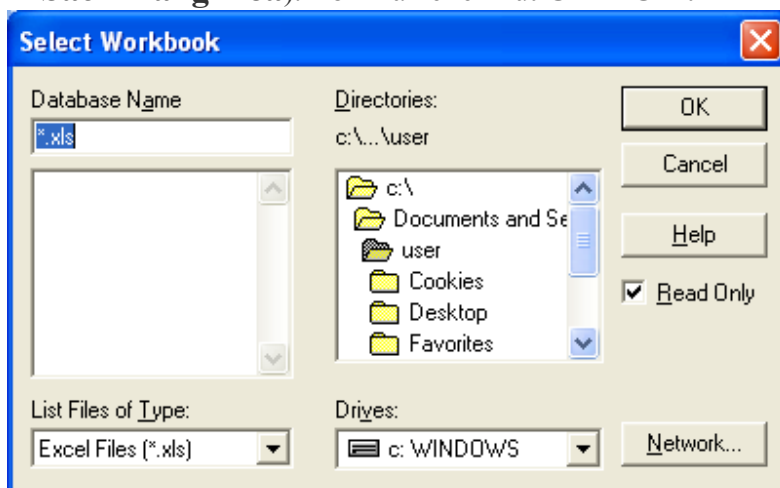 Select Workbook
Database Name
*.xls
Directories:
c:\...\user
c:\
Documents and Se
user
Cookies
Desktop
Favorites
OK
Cancel
Help
Read Only
List Files of Type:
Excel Files (*.xls)
Drives:
c: WINDOWS
Network...